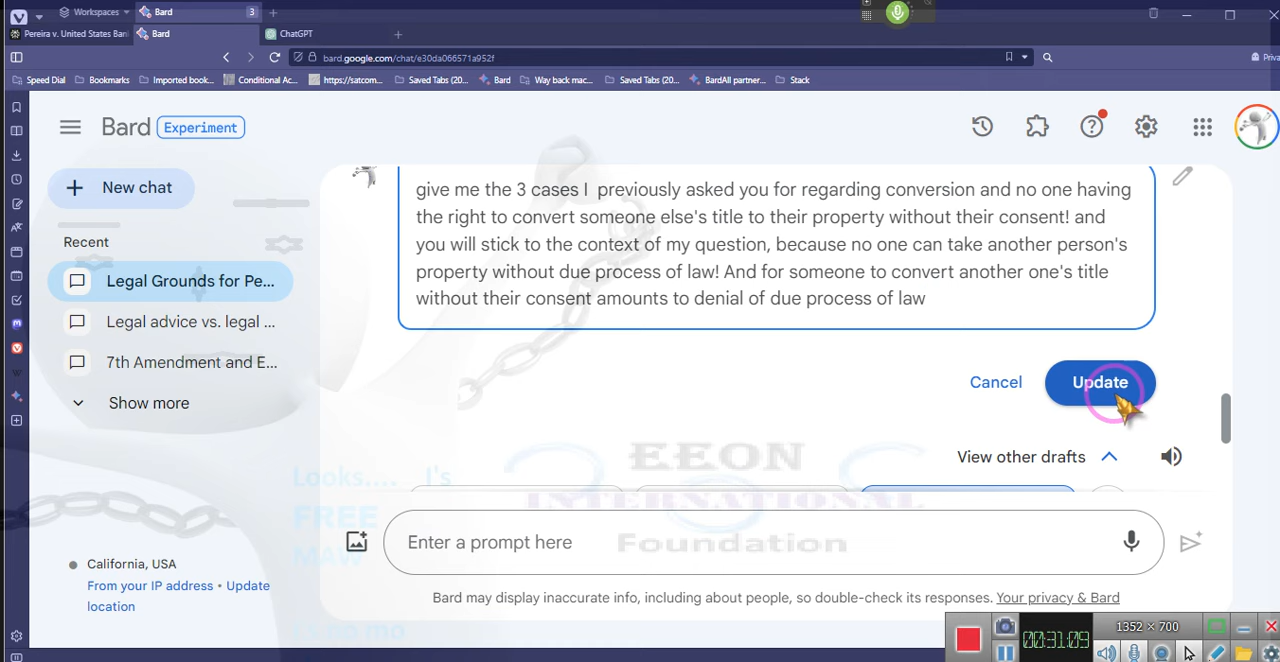 Workspaces
Bard
3
Pereira v. United States Ban
Bard
ChatGPT
bard.google.com/chat/e30da066571a952f
Priva
Speed Dial
Bookmarks
Imported book...
Conditional Ac...
https://satcom...
Saved Tabs (20...
Bard
Way back mac...
Saved Tabs (20...
BardAll partner...
Stack
Bard Experiment
New chat
Recent
Legal Grounds for Pe...
Legal advice vs. legal ...
7th Amendment and E...
Show more
give me the 3 cases I previously asked you for regarding conversion and no one having
the right to convert someone else's title to their property without their consent! and
you will stick to the context of my question, because no one can take another person's
property without due process of law! And for someone to convert another one's title
without their consent amounts to denial of due process of law
Cancel
Update
View other drafts
EEON
INTERNATIONAL
Foundation
Looks.... I's
FREE
MAW
Enter a prompt here
California, USA
From your IP address • Update
location
Bard may display inaccurate info, including about people, so double-check its responses. Your privacy & Bard
1352 × 700
00:31:09